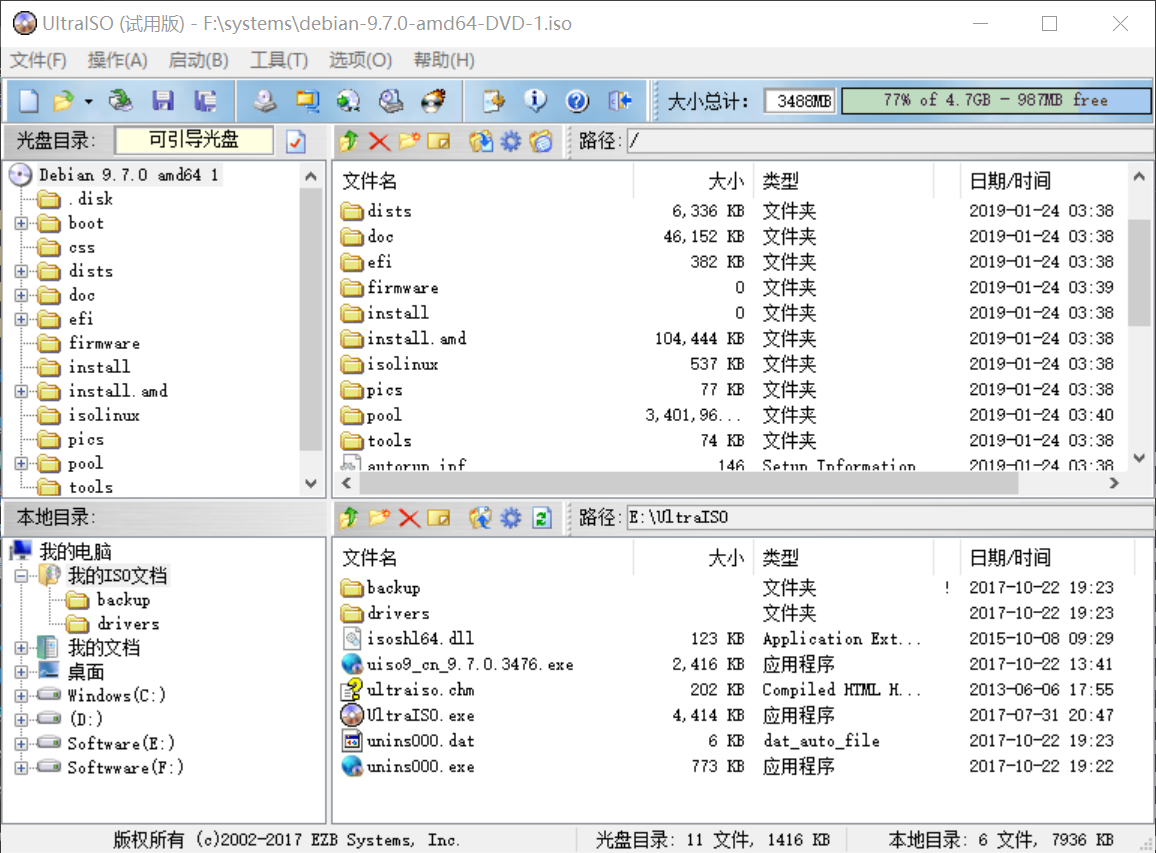 UltraISO (试用版) - F:\systems\debian-9.7.0-amd64-DVD-1.iso
文件(F) 操作(A) 启动(B) 工具(T) 选项(O) 帮助(H)
大小总计: 3488MB 77% of 4.7GB - 987MB free
光盘目录: 可引导光盘 路径: /
Debian 9.7.0 amd64 1
.disk
boot
css
dists
doc
efi
firmware
install
install.amd
isolinux
pics
pool
tools
文件名 大小 类型 日期/时间
dists 6,336 KB 文件夹 2019-01-24 03:38
doc 46,152 KB 文件夹 2019-01-24 03:38
efi 382 KB 文件夹 2019-01-24 03:38
firmware 0 文件夹 2019-01-24 03:39
install 0 文件夹 2019-01-24 03:38
install.amd 104,444 KB 文件夹 2019-01-24 03:38
isolinux 537 KB 文件夹 2019-01-24 03:38
pics 77 KB 文件夹 2019-01-24 03:38
pool 3,401,96... 文件夹 2019-01-24 03:40
tools 74 KB 文件夹 2019-01-24 03:38
autorun.inf 146 Setup Information 2019-01-24 03:38
本地目录: 路径: E:\UltraISO
我的电脑
我的ISO文档
backup
drivers
我的文档
桌面
Windows(C:)
(D:)
Software(E:)
Softwware(F:)
文件名 大小 类型 日期/时间
backup 文件夹 ! 2017-10-22 19:23
drivers 文件夹 2017-10-22 19:23
isoshl64.dll 123 KB Application Ext... 2015-10-08 09:29
uiso9_cn_9.7.0.3476.exe 2,416 KB 应用程序 2017-10-22 13:41
ultraiso.chm 202 KB Compiled HTML H... 2013-06-06 17:55
UltraISO.exe 4,414 KB 应用程序 2017-07-31 20:47
unins000.dat 6 KB dat_auto_file 2017-10-22 19:23
unins000.exe 773 KB 应用程序 2017-10-22 19:22
版权所有 (c)2002-2017 EZB Systems, Inc. 光盘目录: 11 文件, 1416 KB 本地目录: 6 文件, 7936 KB